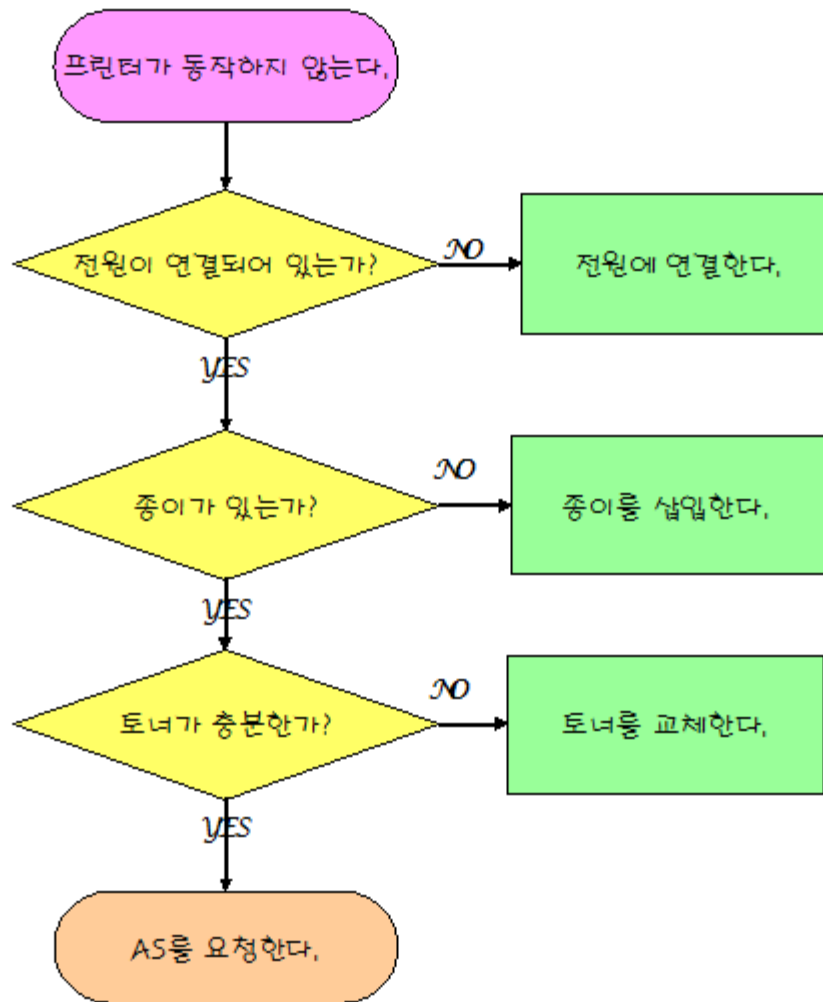 프린터가 동작하지 않는다.
전원이 연결되어 있는가?
NO
전원에 연결한다.
YES
종이가 있는가?
NO
종이를 삽입한다.
YES
토너가 충분한가?
NO
토너를 교체한다.
YES
AS를 요청한다.